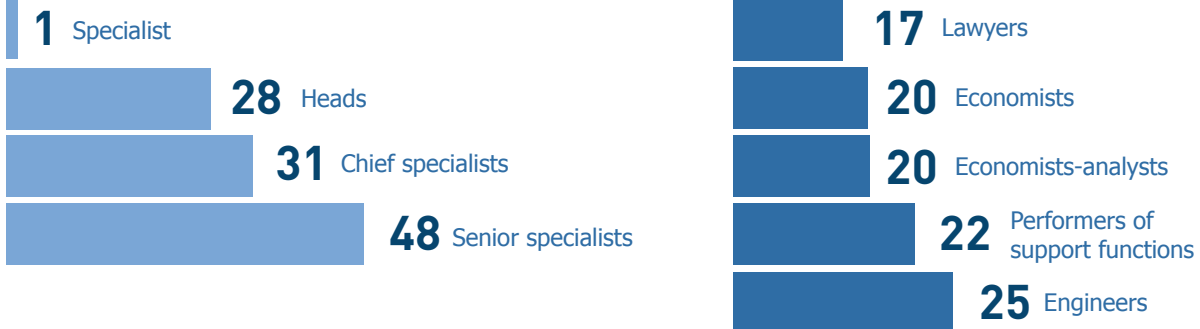 1 Specialist
28 Heads
31 Chief specialists
48 Senior specialists
17 Lawyers
20 Economists
20 Economists-analysts
22 Performers of
support functions
25 Engineers